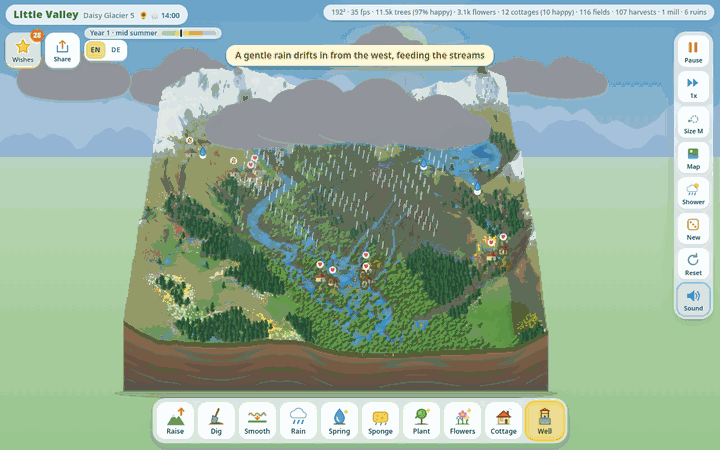 Little Valley Daisy Glacier 5 14:00
192² · 35 fps · 11.5k trees (97% happy) · 3.1k flowers · 12 cottages (10 happy) · 116 fields · 107 harvests · 1 mill · 6 ruins
28
Wishes
Share
Year 1 · mid summer
EN DE
A gentle rain drifts in from the west, feeding the streams
Pause
1x
Size M
Map
Shower
New
Reset
Sound
Raise
Dig
Smooth
Rain
Spring
Sponge
Plant
Flowers
Cottage
Well